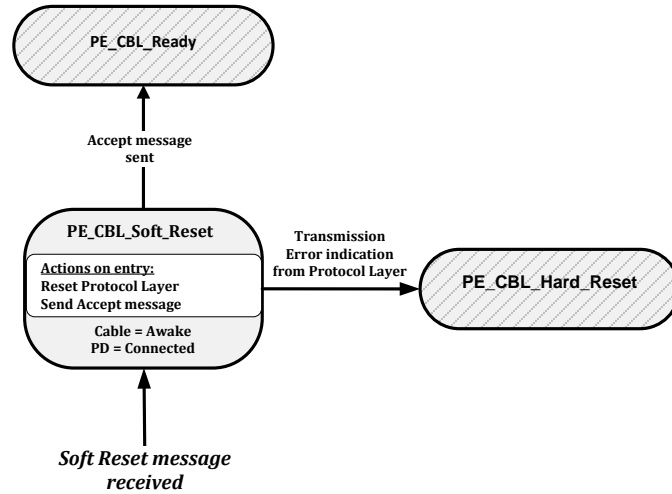 PE_CBL_Ready
Accept message
sent
PE_CBL_Soft_Reset
Actions on entry:
Reset Protocol Layer
Send Accept message
Cable = Awake
PD = Connected
Transmission
Error indication
from Protocol Layer
PE_CBL_Hard_Reset
Soft Reset message
received